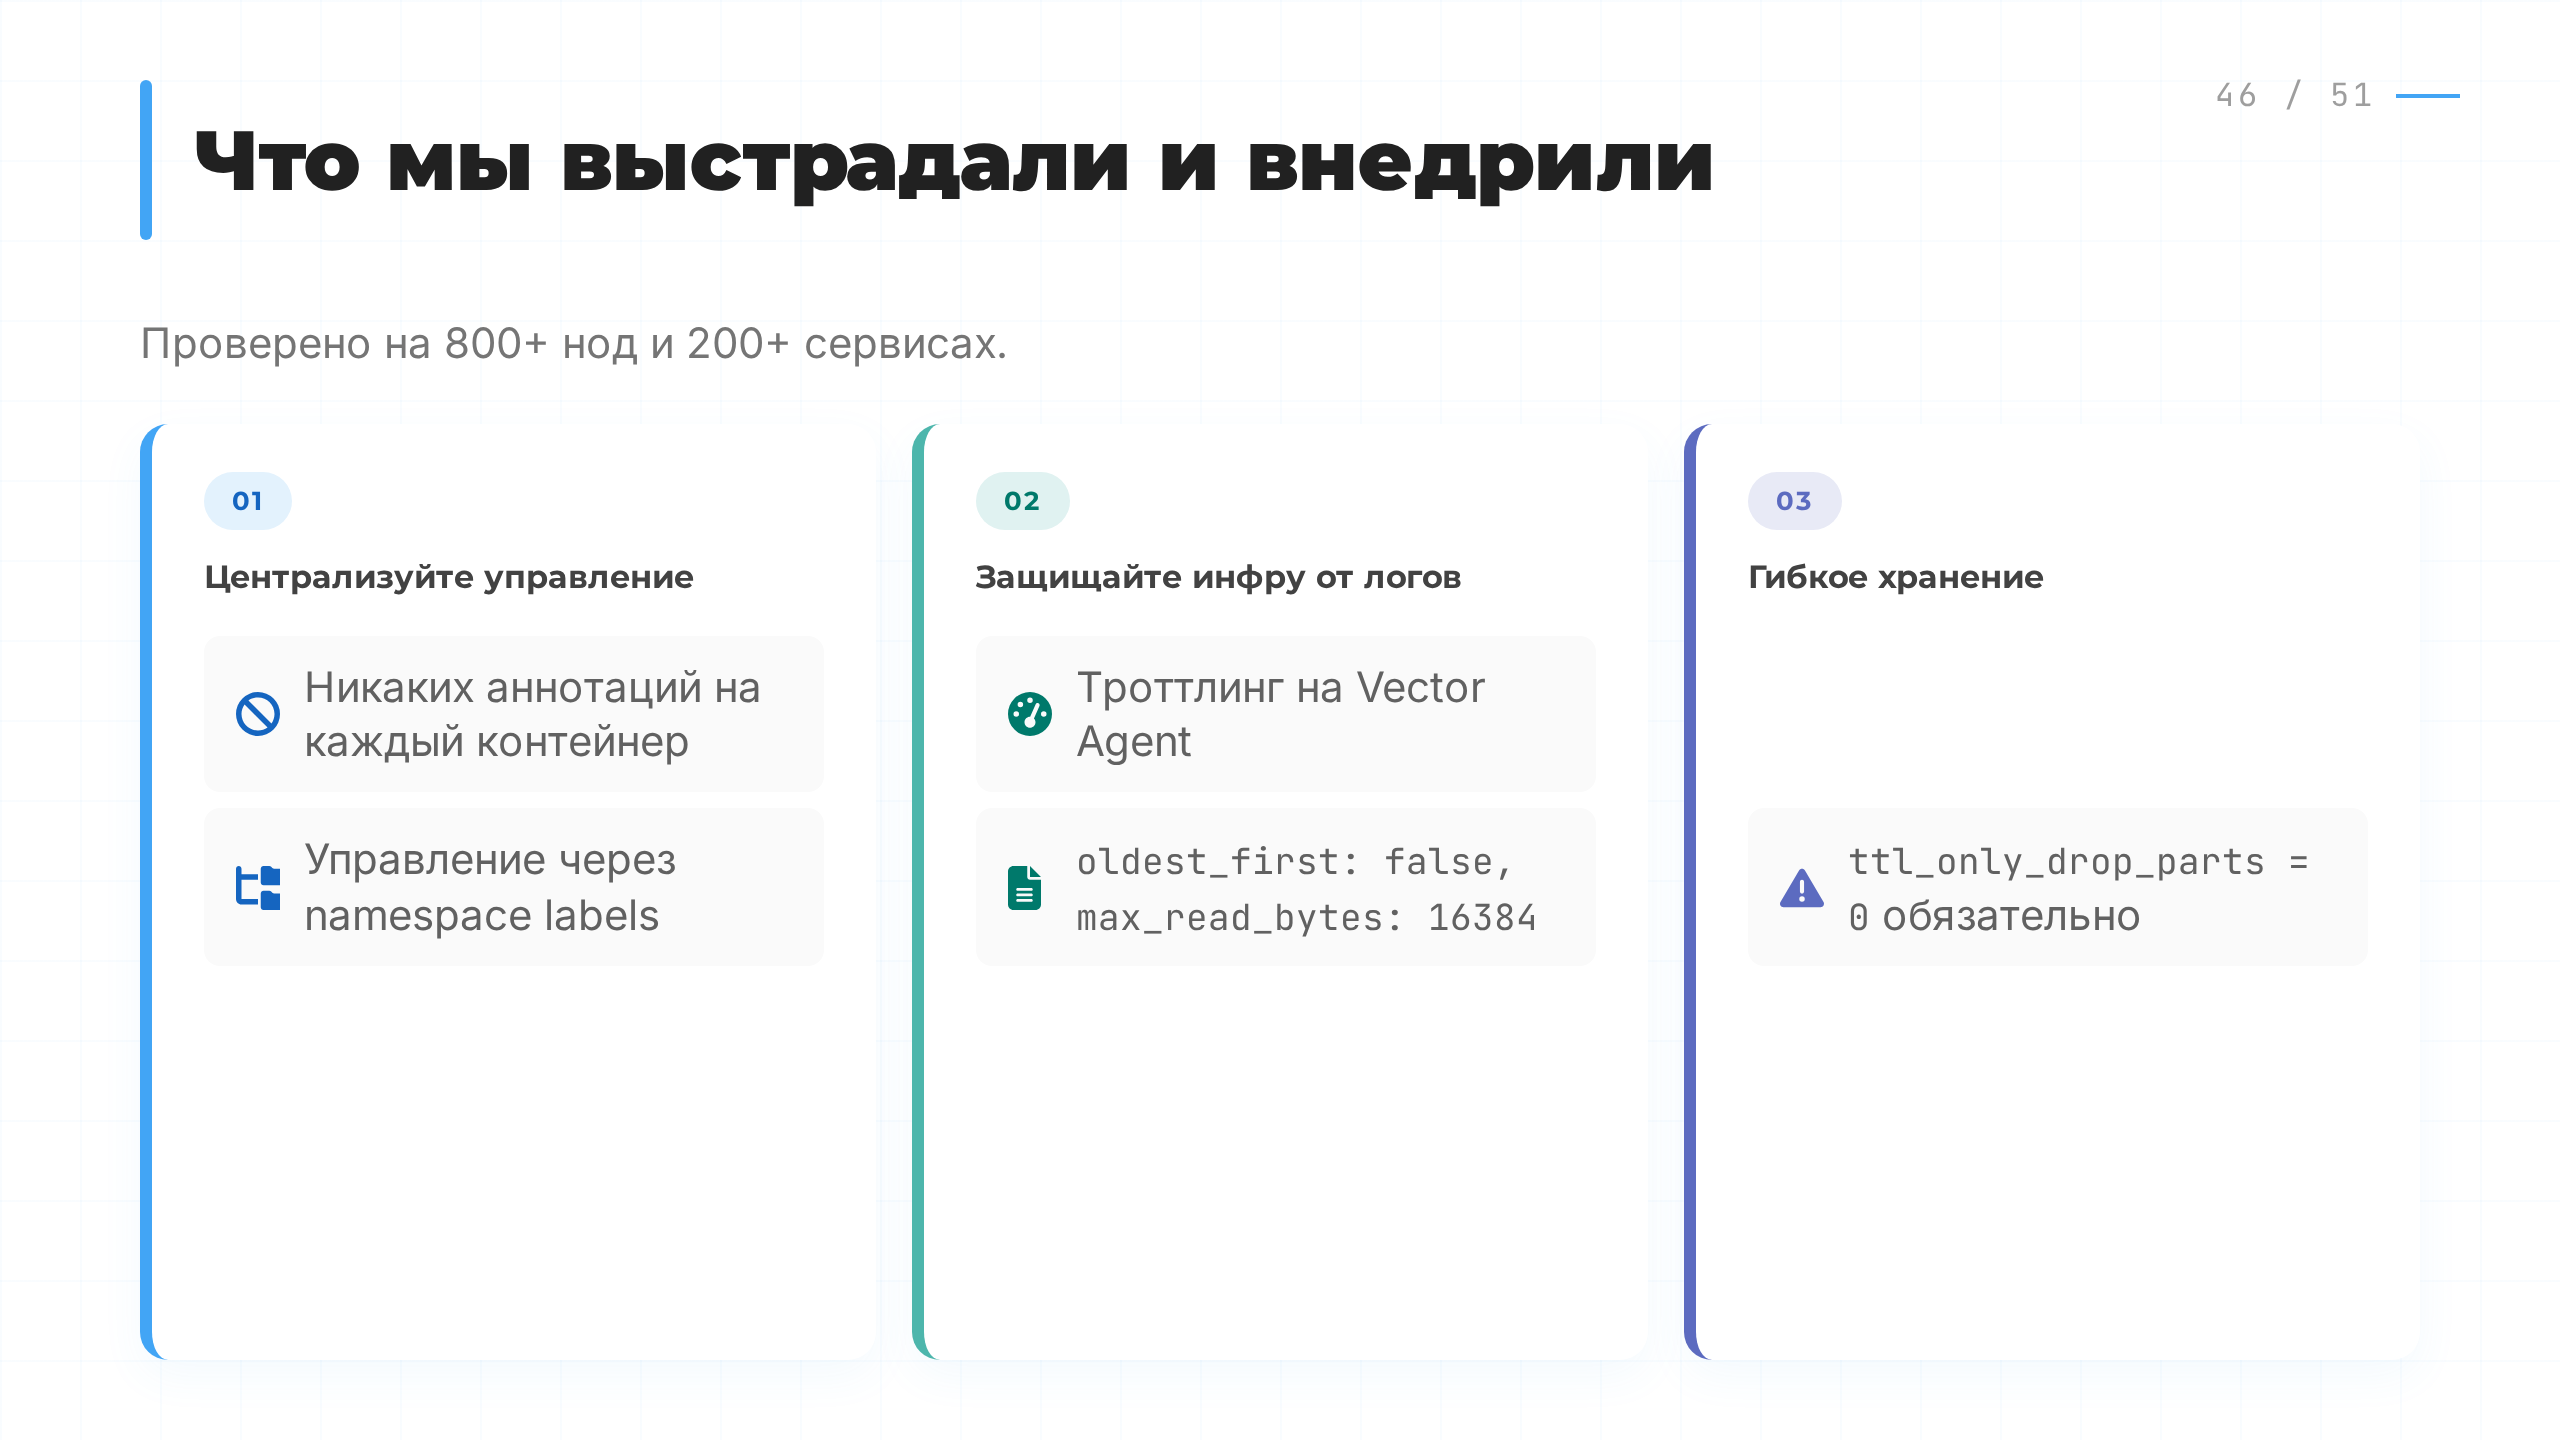 46 / 51
Что мы выстрадали и внедрили
Проверено на 800+ нод и 200+ сервисах.
01
Централизуйте управление
Никаких аннотаций на
каждый контейнер
Управление через
namespace labels
02
Защищайте инфру от логов
Троттлинг на Vector
Agent
oldest_first: false,
max_read_bytes: 16384
03
Гибкое хранение
ttl_only_drop_parts =
0 обязательно